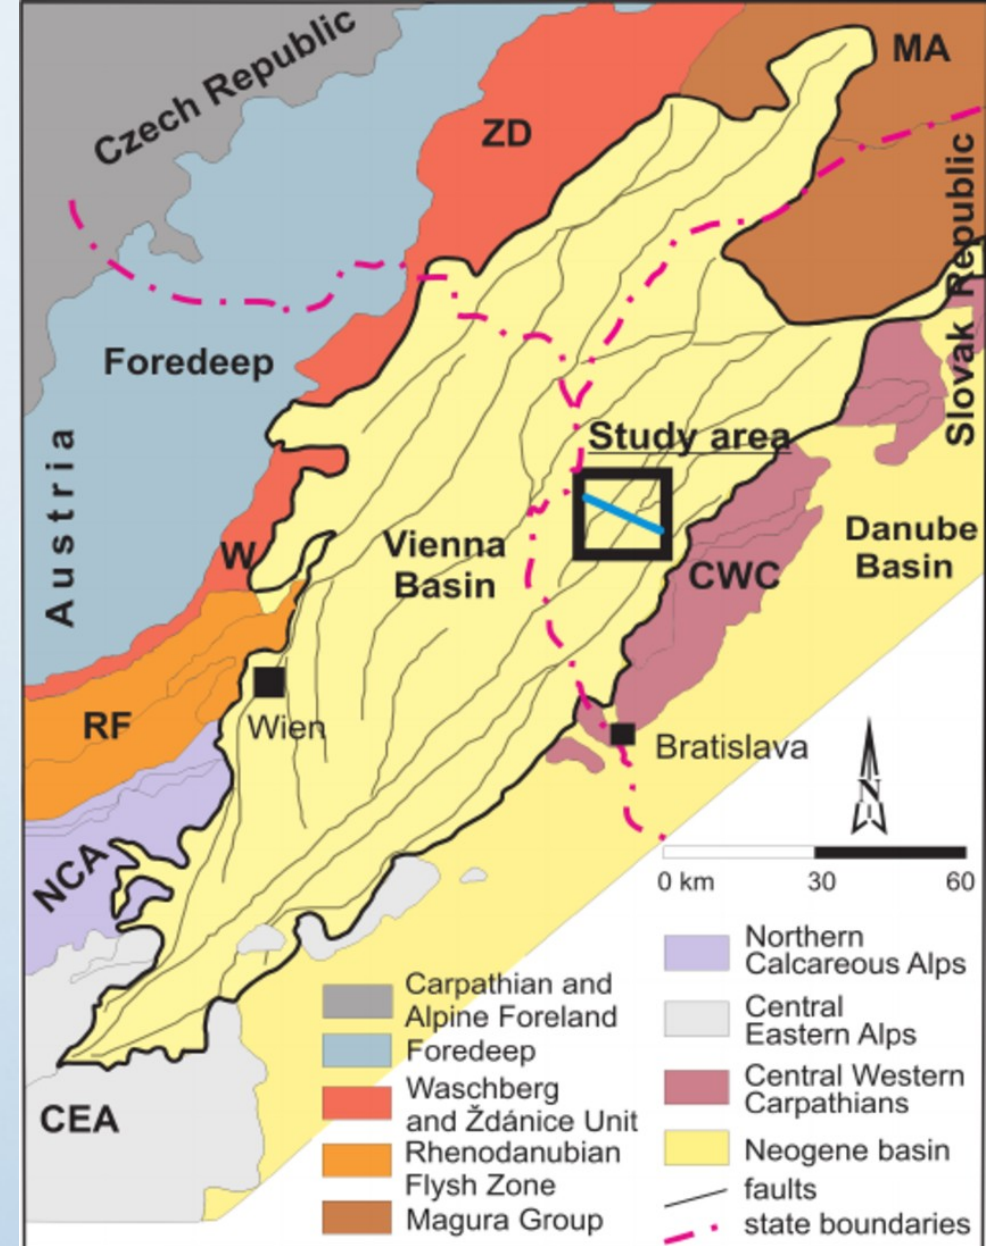 Czech Republic
MA
ZD
Slovak Republic
Foredeep
Austria
Study area
Vienna
Basin
Danube
Basin
W
CWC
RF
Wien
Bratislava
N
NCA
0 km 30 60
CEA
Carpathian and
Alpine Foreland
Foredeep
Waschberg
and Ždánice Unit
Rhenodanubian
Flysh Zone
Magura Group
Northern
Calcareous Alps
Central
Eastern Alps
Central Western
Carpathians
Neogene basin
faults
state boundaries